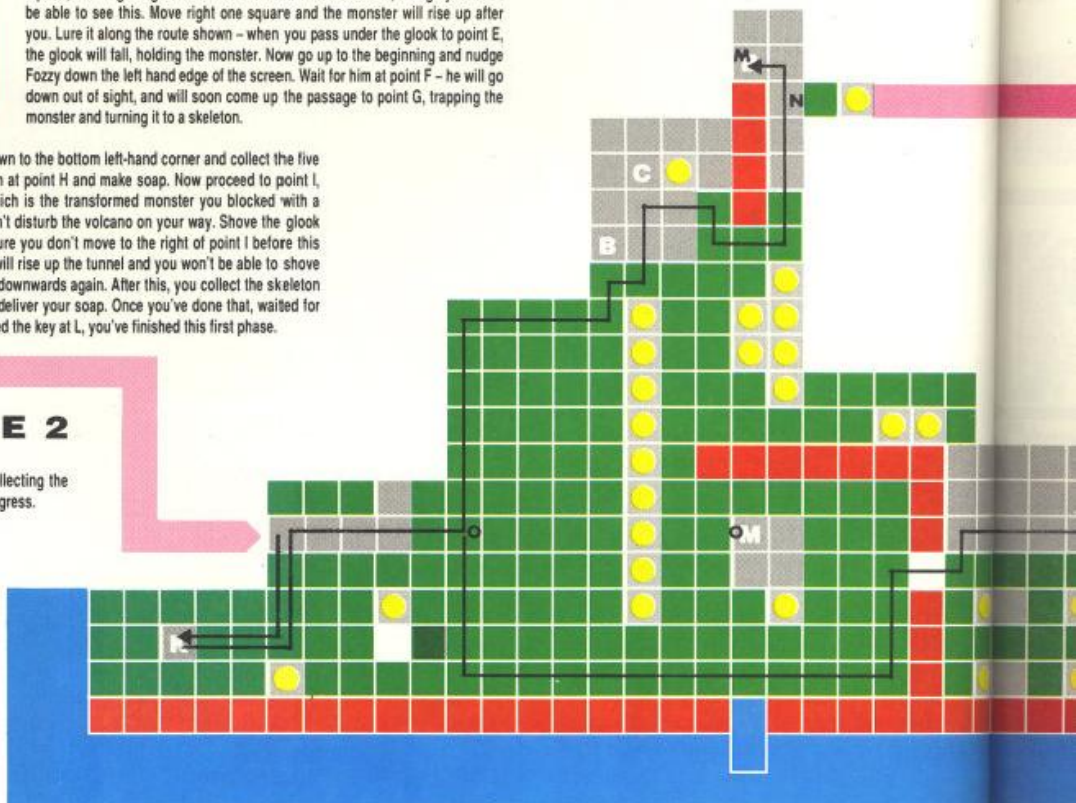 be able to see this. Move right one square and the monster will rise up after
you. Lure it along the route shown – when you pass under the glook to point E,
the glook will fall, holding the monster. Now go up to the beginning and nudge
Fozzy down the left hand edge of the screen. Wait for him at point F – he will go
down out of sight, and will soon come up the passage to point G, trapping the
monster and turning it to a skeleton.
wn to the bottom left-hand corner and collect the five
at point H and make soap. Now proceed to point I,
ich is the transformed monster you blocked with a
n't disturb the volcano on your way. Shove the glook
ure you don't move to the right of point I before this
will rise up the tunnel and you won't be able to shove
downwards again. After this, you collect the skeleton
deliver your soap. Once you've done that, waited for
ed the key at L, you've finished this first phase.
M
N
C
B
E 2
llecting the
gress.
M